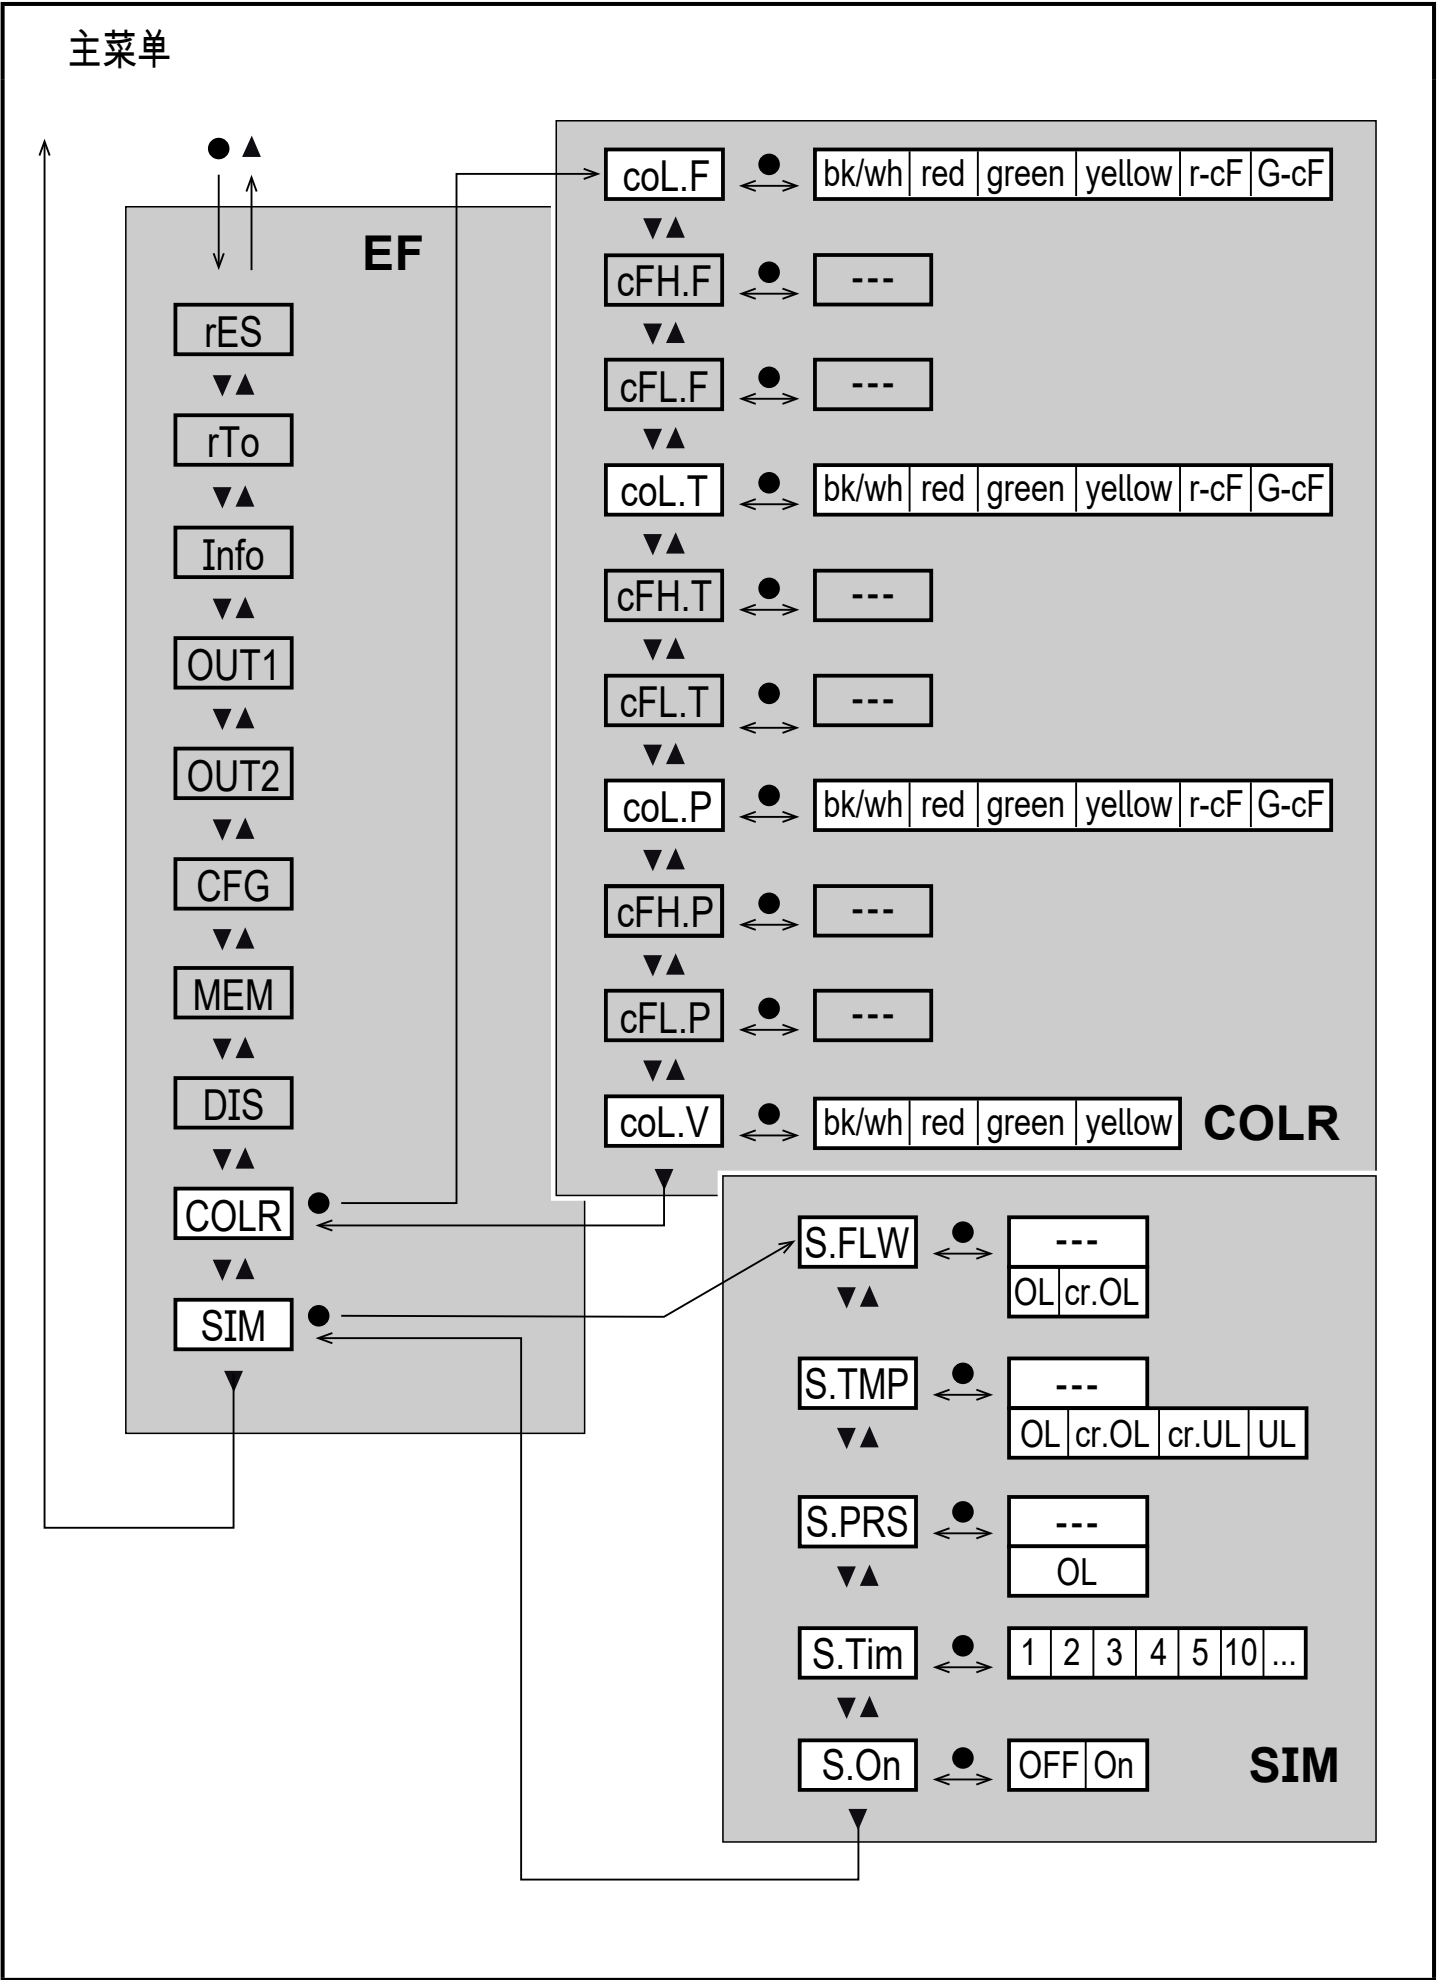 主菜单
EF
rES
rTo
Info
OUT1
OUT2
CFG
MEM
DIS
COLR
SIM
coL.F bk/wh red green yellow r-cF G-cF
cFH.F ---
cFL.F ---
coL.T bk/wh red green yellow r-cF G-cF
cFH.T ---
cFL.T ---
coL.P bk/wh red green yellow r-cF G-cF
cFH.P ---
cFL.P ---
coL.V bk/wh red green yellow COLR
S.FLW ---
OL cr.OL
S.TMP ---
OL cr.OL cr.UL UL
S.PRS ---
OL
S.Tim 1 2 3 4 5 10 ...
S.On OFF On SIM